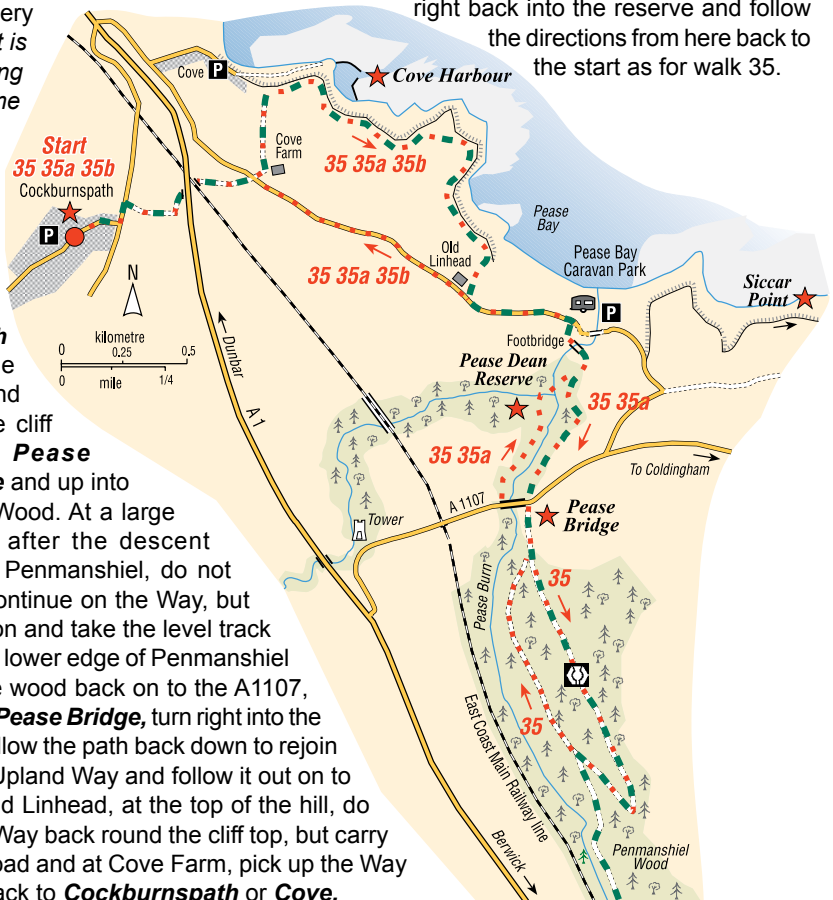 right back into the reserve and follow
the directions from here back to
the start as for walk 35.
ery
t is
ng
ne
Cove P
Cove Harbour
Start
35 35a 35b
Cockburnspath
P
Cove
Farm
35 35a 35b
35 35a 35b
Old
Linhead
Pease
Bay
Pease Bay
Caravan Park
P
Siccar
Point
N
kilometre
0 0.25 0.5
0 mile 1/4
Dunbar
A1
Footbridge
Pease Dean
Reserve
35 35a
35 35a
To Coldingham
A 1107
Tower
Pease
Bridge
Pease Burn
35
35
East Coast Main Railway line
Berwick
Penmanshiel
Wood
h
e
nd
e cliff
Pease
e and up into
Wood. At a large
after the descent
Penmanshiel, do not
ontinue on the Way, but
on and take the level track
lower edge of Penmanshiel
e wood back on to the A1107,
Pease Bridge, turn right into the
llow the path back down to rejoin
Upland Way and follow it out on to
d Linhead, at the top of the hill, do
Way back round the cliff top, but carry
oad and at Cove Farm, pick up the Way
ack to Cockburnspath or Cove.